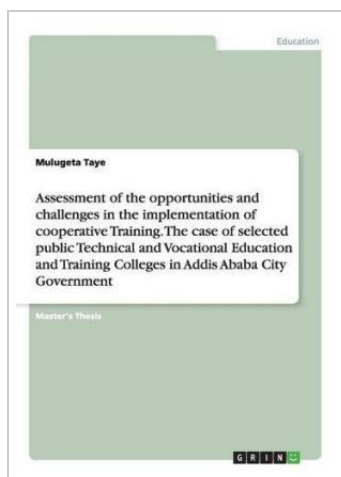 Education
Mulugeta Taye
Assessment of the opportunities and
challenges in the implementation of
cooperative Training. The case of selected
public Technical and Vocational Education
and Training Colleges in Addis Ababa City
Government
Master's Thesis
GRIN